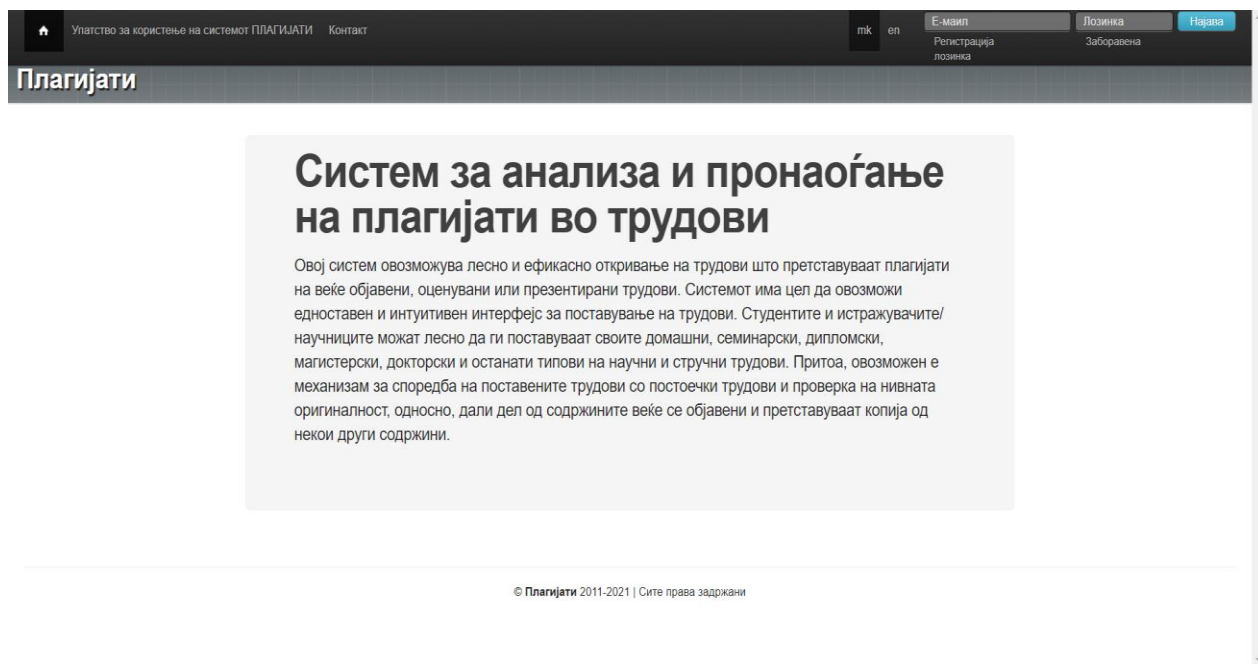 Упатство за користење на системот ПЛАГИЈАТИ Контакт mk en Е-маил Лозинка Најава
Регистрација Заборавена
лозинка
Плагијати
Систем за анализа и пронаоѓање
на плагијати во трудови
Овој систем овозможува лесно и ефикасно откривање на трудови што претставуваат плагијати
на веќе објавени, оценувани или презентирани трудови. Системот има цел да овозможи
едноставен и интуитивен интерфејс за поставување на трудови. Студентите и истражувачите/
научниците можат лесно да ги поставуваат своите домашни, семинарски, дипломски,
магистерски, докторски и останати типови на научни и стручни трудови. Притоа, овозможен е
механизам за споредба на поставените трудови со постоечки трудови и проверка на нивната
оригиналност, односно, дали дел од содржините веќе се објавени и претставуваат копија од
некои други содржини.
© Плагијати 2011-2021 | Сите права задржани